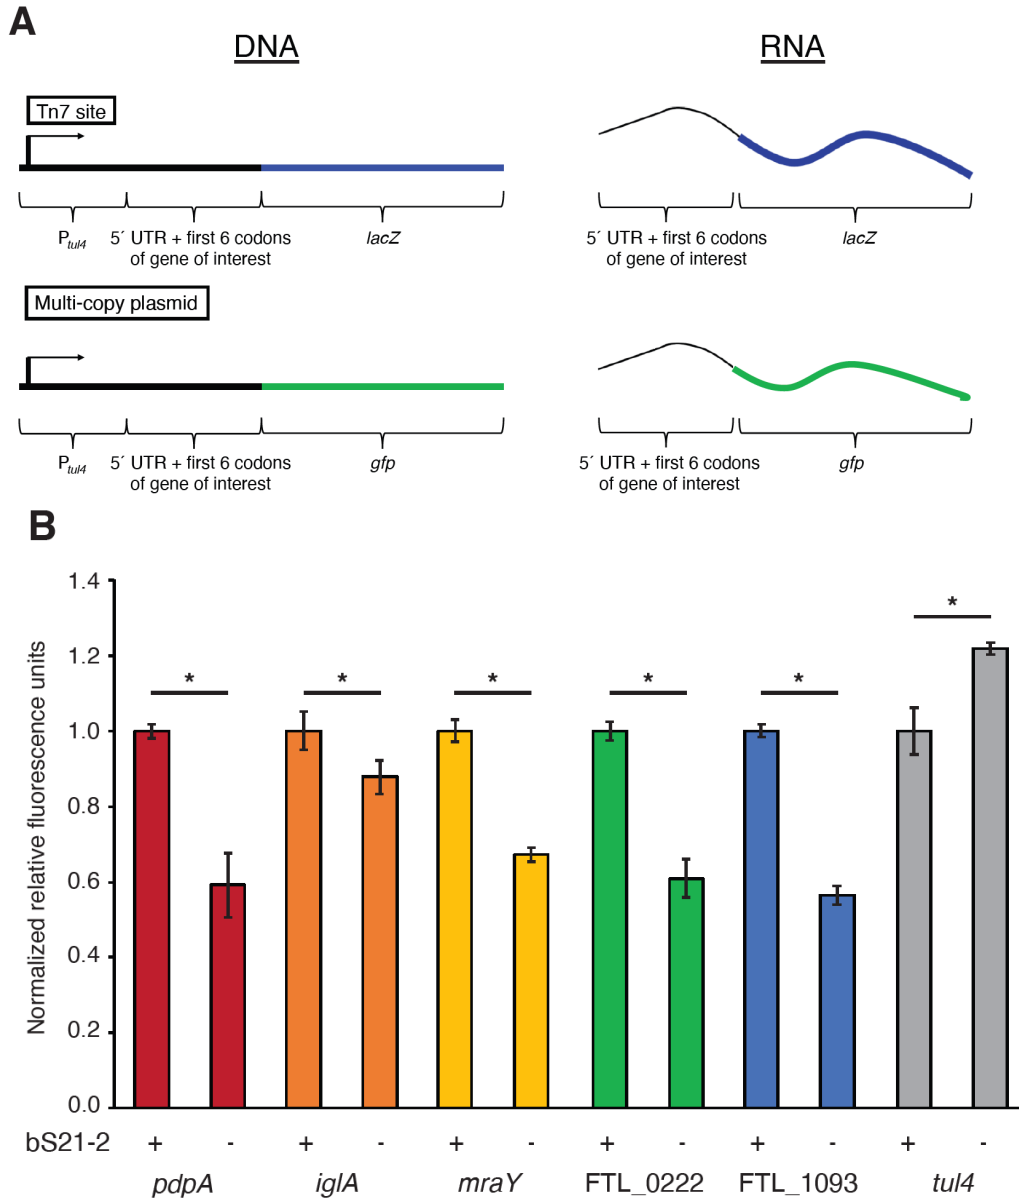 A
DNA
RNA
Tn7 site
Ptul4
5´ UTR + first 6 codons
of gene of interest
lacZ
5´ UTR + first 6 codons
of gene of interest
lacZ
Multi-copy plasmid
Ptul4
5´ UTR + first 6 codons
of gene of interest
gfp
5´ UTR + first 6 codons
of gene of interest
gfp
B
Normalized relative fluorescence units
1.4
1.2
1.0
0.8
0.6
0.4
0.2
0.0
* * * * * *
bS21-2 + - + - + - + - + - + -
pdpA iglA mraY FTL_0222 FTL_1093 tul4